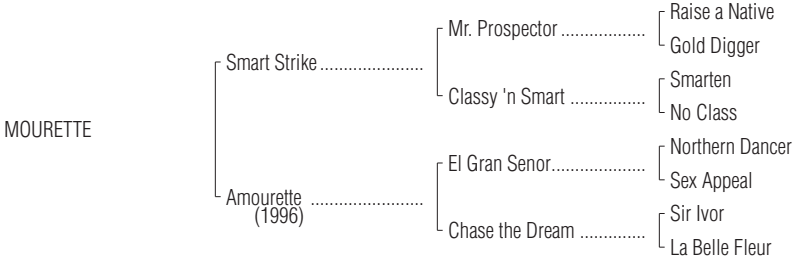 Raise a Native
Mr. Prospector ..................
Gold Digger
Smart Strike ......................
Smarten
Classy 'n Smart ................
No Class
MOURETTE
Northern Dancer
El Gran Senor....................
Sex Appeal
Amourette ........................
(1996)
Sir Ivor
Chase the Dream ..............
La Belle Fleur